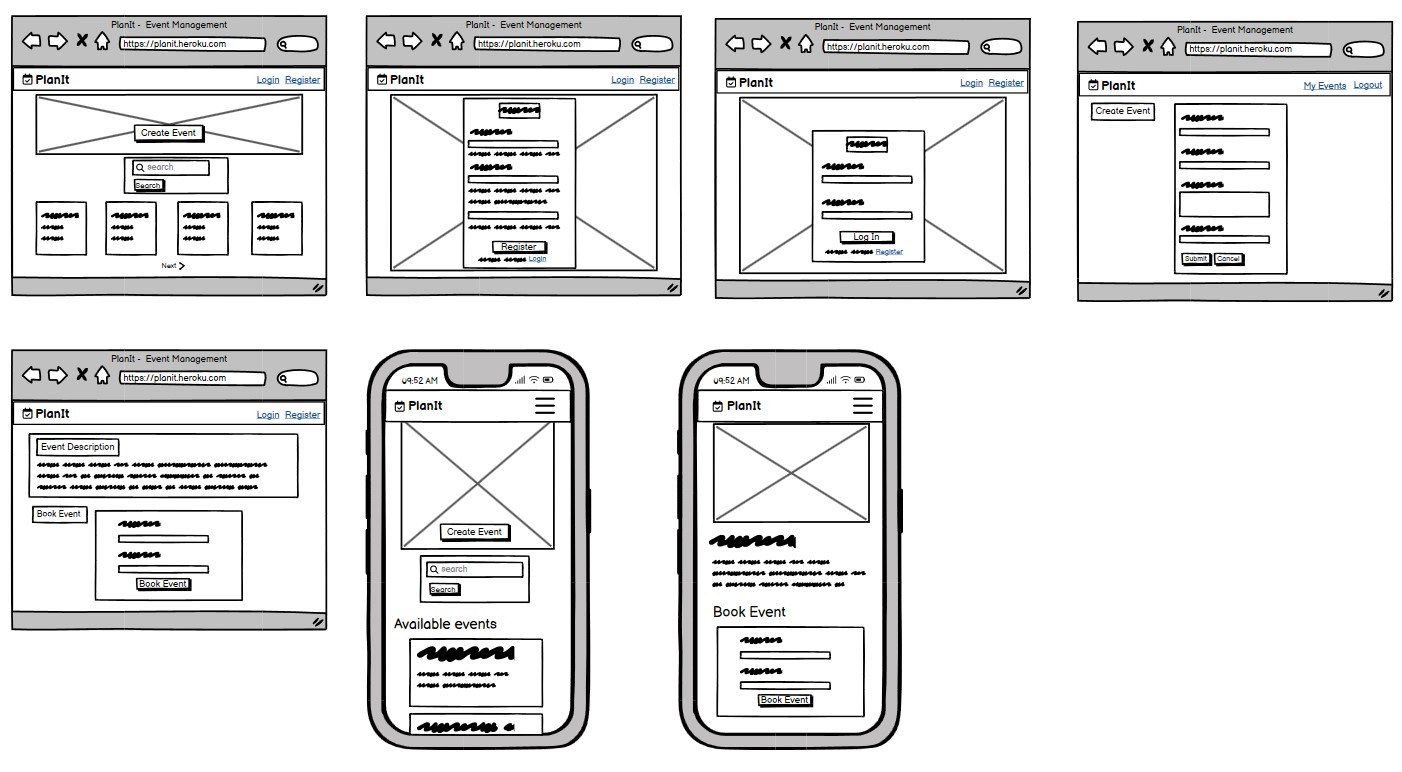 PlanIt - Event Management
https://planit.heroku.com
PlanIt
Login Register
Create Event
search
Search
Next
PlanIt - Event Management
https://planit.heroku.com
PlanIt
Login Register
Register
Login
PlanIt - Event Management
https://planit.heroku.com
PlanIt
Login Register
Log In
Register
PlanIt - Event Management
https://planit.heroku.com
PlanIt
My Events Logout
Create Event
Submit Cancel
PlanIt - Event Management
https://planit.heroku.com
PlanIt
Login Register
Event Description
Book Event
Book Event
09:52 AM
PlanIt
Create Event
search
Search
Available events
09:52 AM
PlanIt
Book Event
Book Event